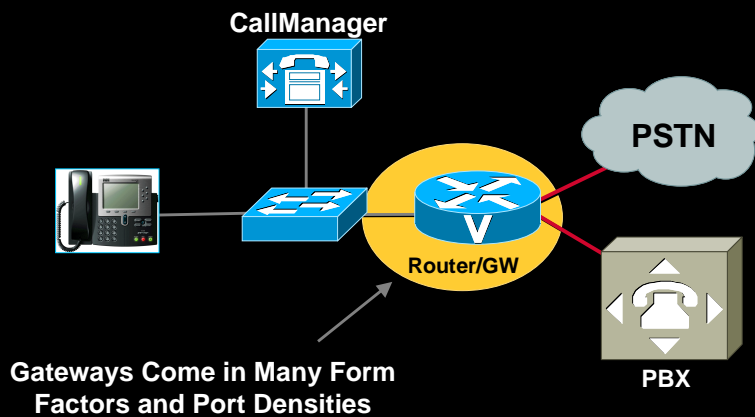 CallManager
PSTN
V
Router/GW
PBX
Gateways Come in Many Form
Factors and Port Densities